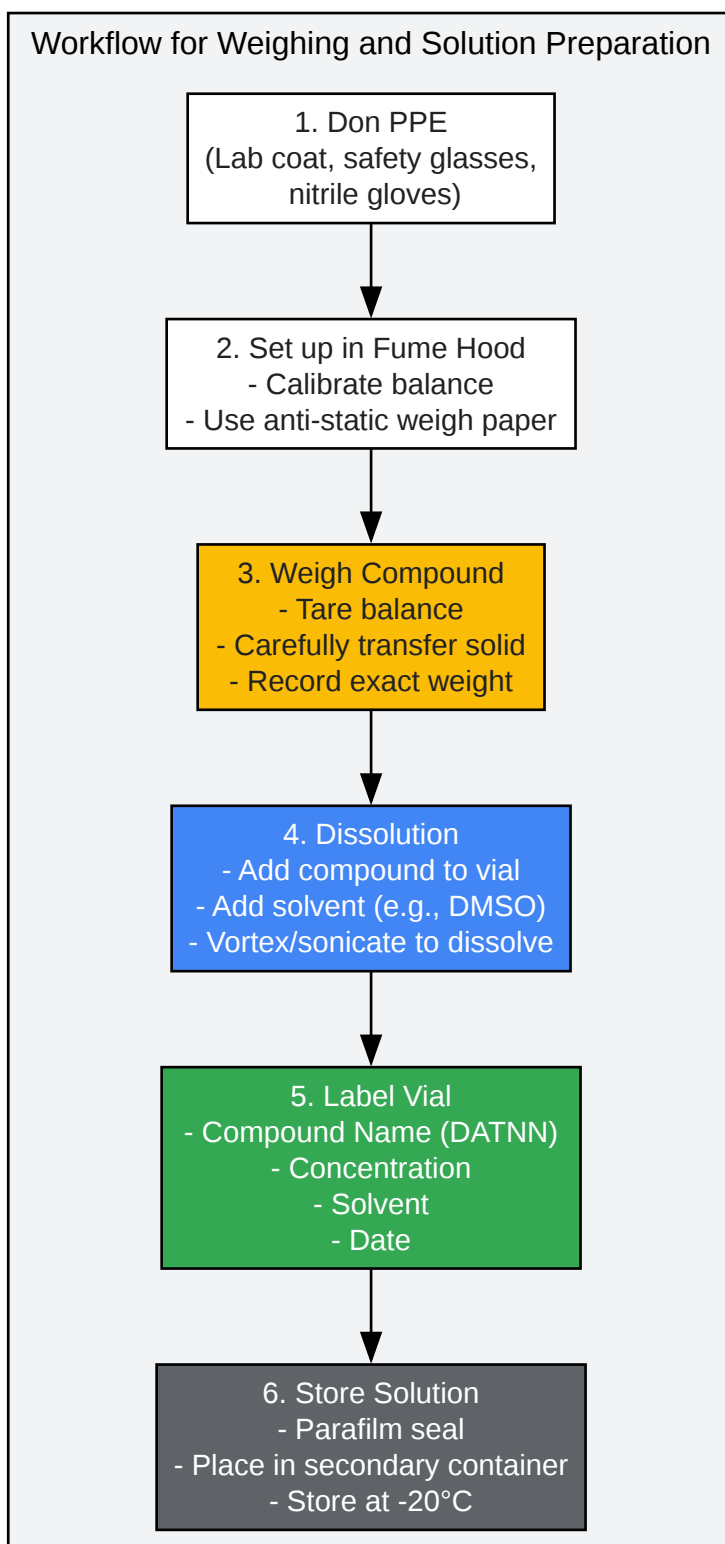 Workflow for Weighing and Solution Preparation
1. Don PPE
(Lab coat, safety glasses,
nitrile gloves)
2. Set up in Fume Hood
- Calibrate balance
- Use anti-static weigh paper
3. Weigh Compound
- Tare balance
- Carefully transfer solid
- Record exact weight
4. Dissolution
- Add compound to vial
- Add solvent (e.g., DMSO)
- Vortex/sonicate to dissolve
5. Label Vial
- Compound Name (DATNN)
- Concentration
- Solvent
- Date
6. Store Solution
- Parafilm seal
- Place in secondary container
- Store at -20°C